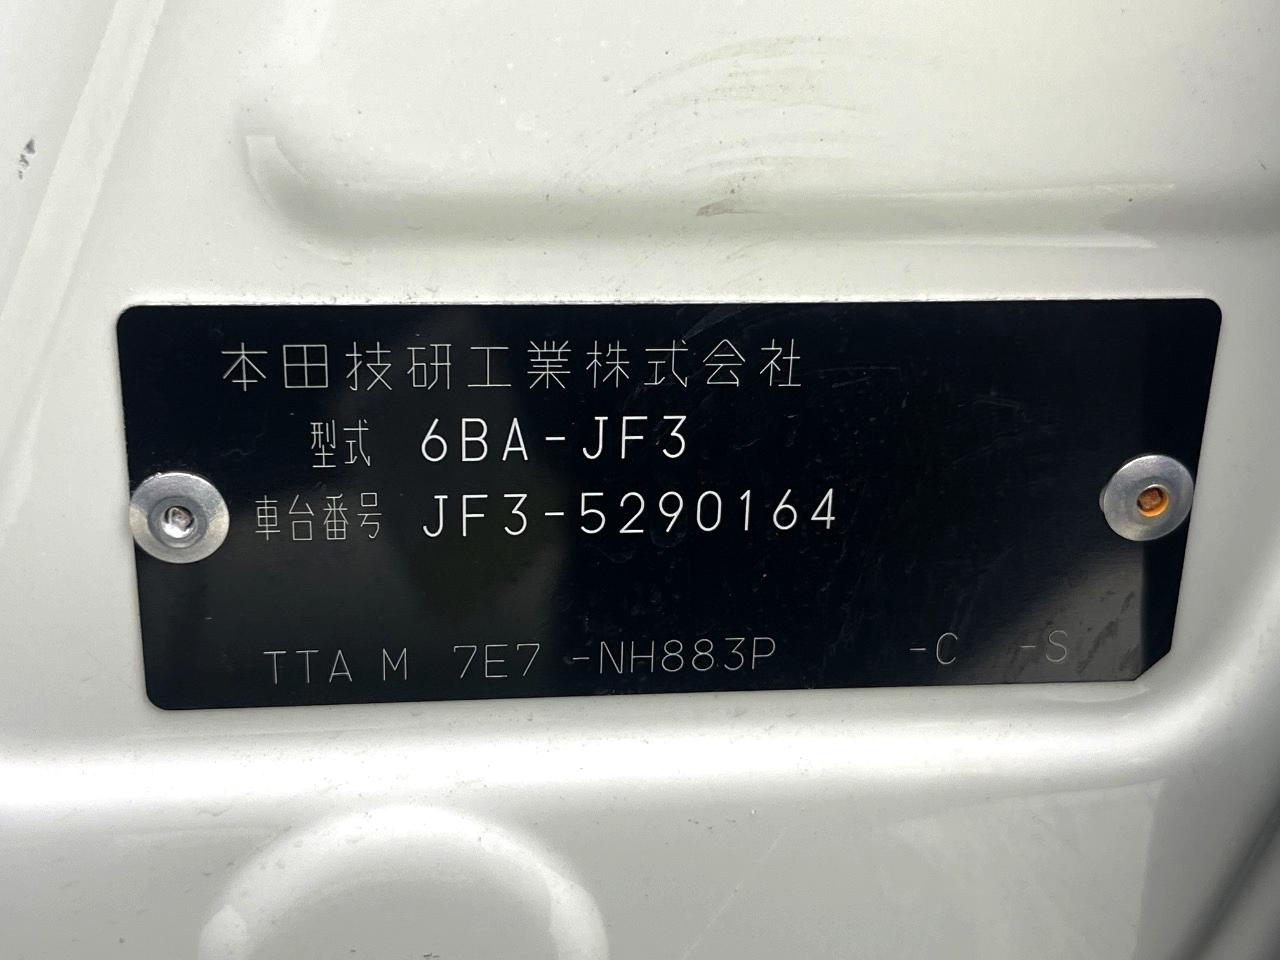 本田技研工業株式会社
型式 6BA-JF3
車台番号 JF3-5290164
TTA M 7E7 -NH883P -C -S